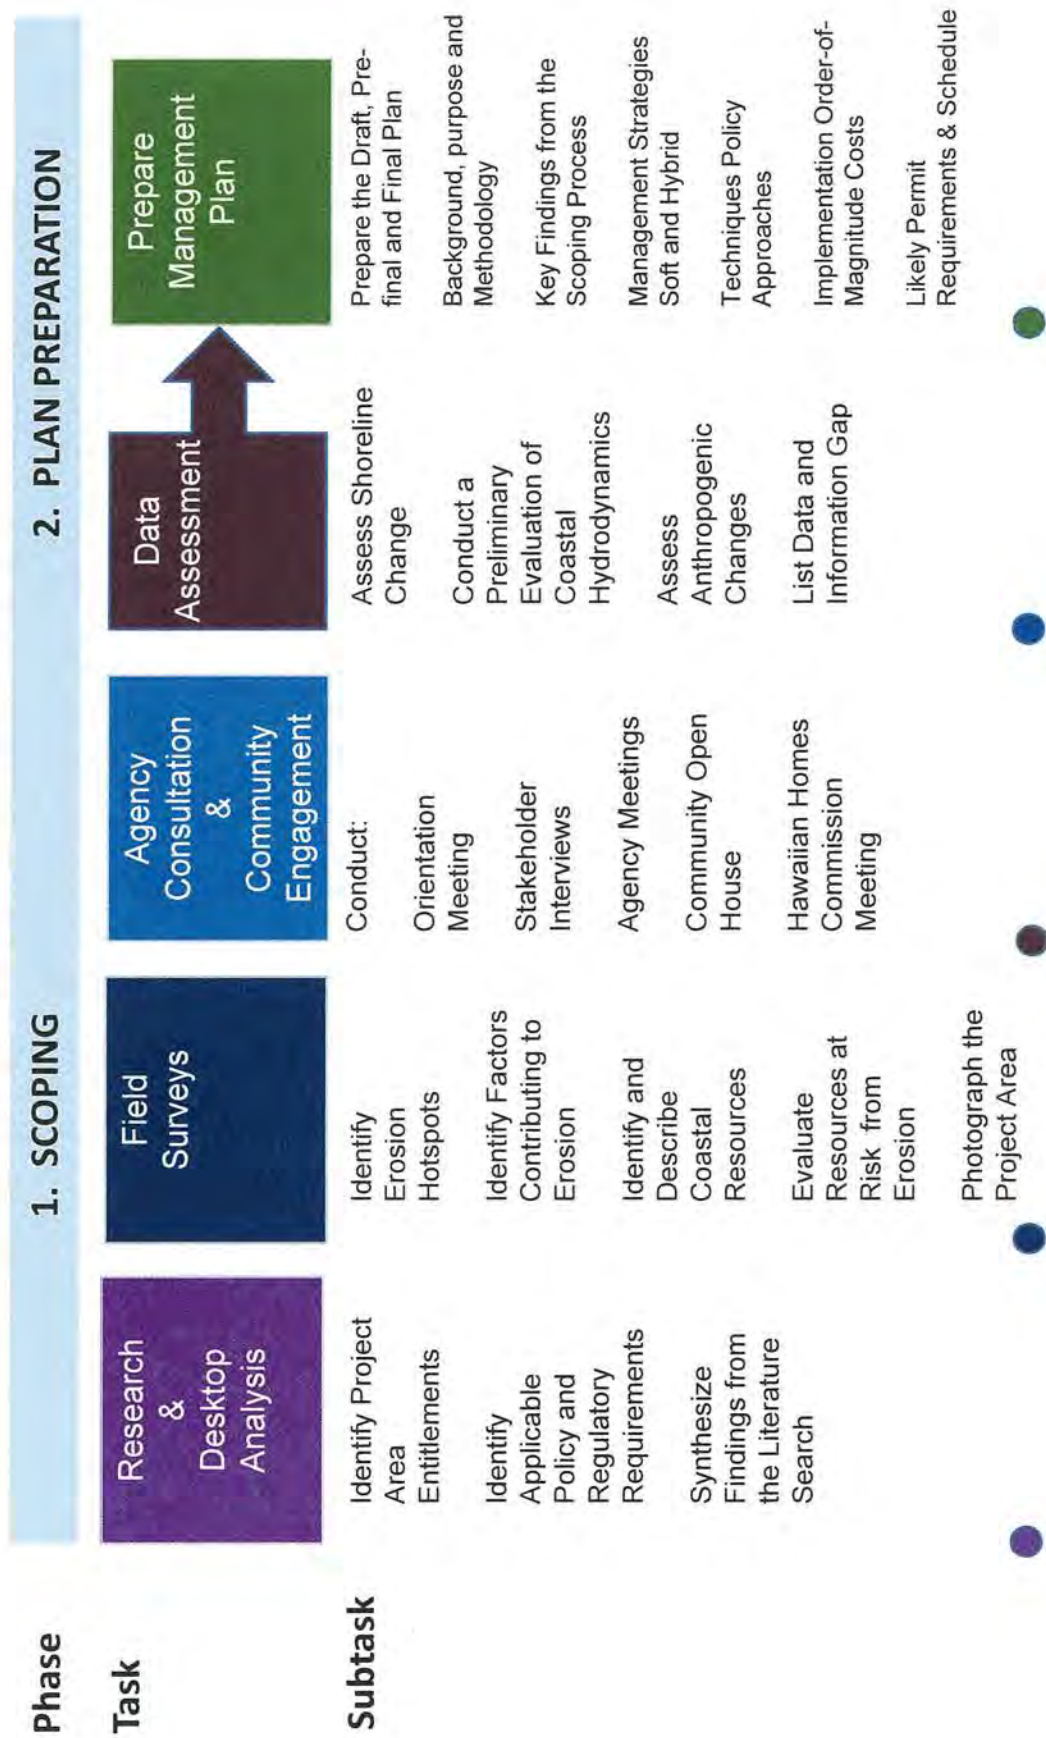 Phase
1. SCOPING
2. PLAN PREPARATION
Task
Research
&
Desktop
Analysis
Field
Surveys
Agency
Consultation
&
Community
Engagement
Data
Assessment
Prepare
Management
Plan
Subtask
Identify Project
Area
Entitlements
Identify
Applicable
Policy and
Regulatory
Requirements
Synthesize
Findings from
the Literature
Search
Identify
Erosion
Hotspots
Identify Factors
Contributing to
Erosion
Identify and
Describe
Coastal
Resources
Evaluate
Resources at
Risk from
Erosion
Photograph the
Project Area
Conduct:
Orientation
Meeting
Stakeholder
Interviews
Agency Meetings
Community Open
House
Hawaiian Homes
Commission
Meeting
Assess Shoreline
Change
Conduct a
Preliminary
Evaluation of
Coastal
Hydrodynamics
Assess
Anthropogenic
Changes
List Data and
Information Gap
Prepare the Draft, Pre-
final and Final Plan
Background, purpose and
Methodology
Key Findings from the
Scoping Process
Management Strategies
Soft and Hybrid
Techniques Policy
Approaches
Implementation Order-of-
Magnitude Costs
Likely Permit
Requirements & Schedule